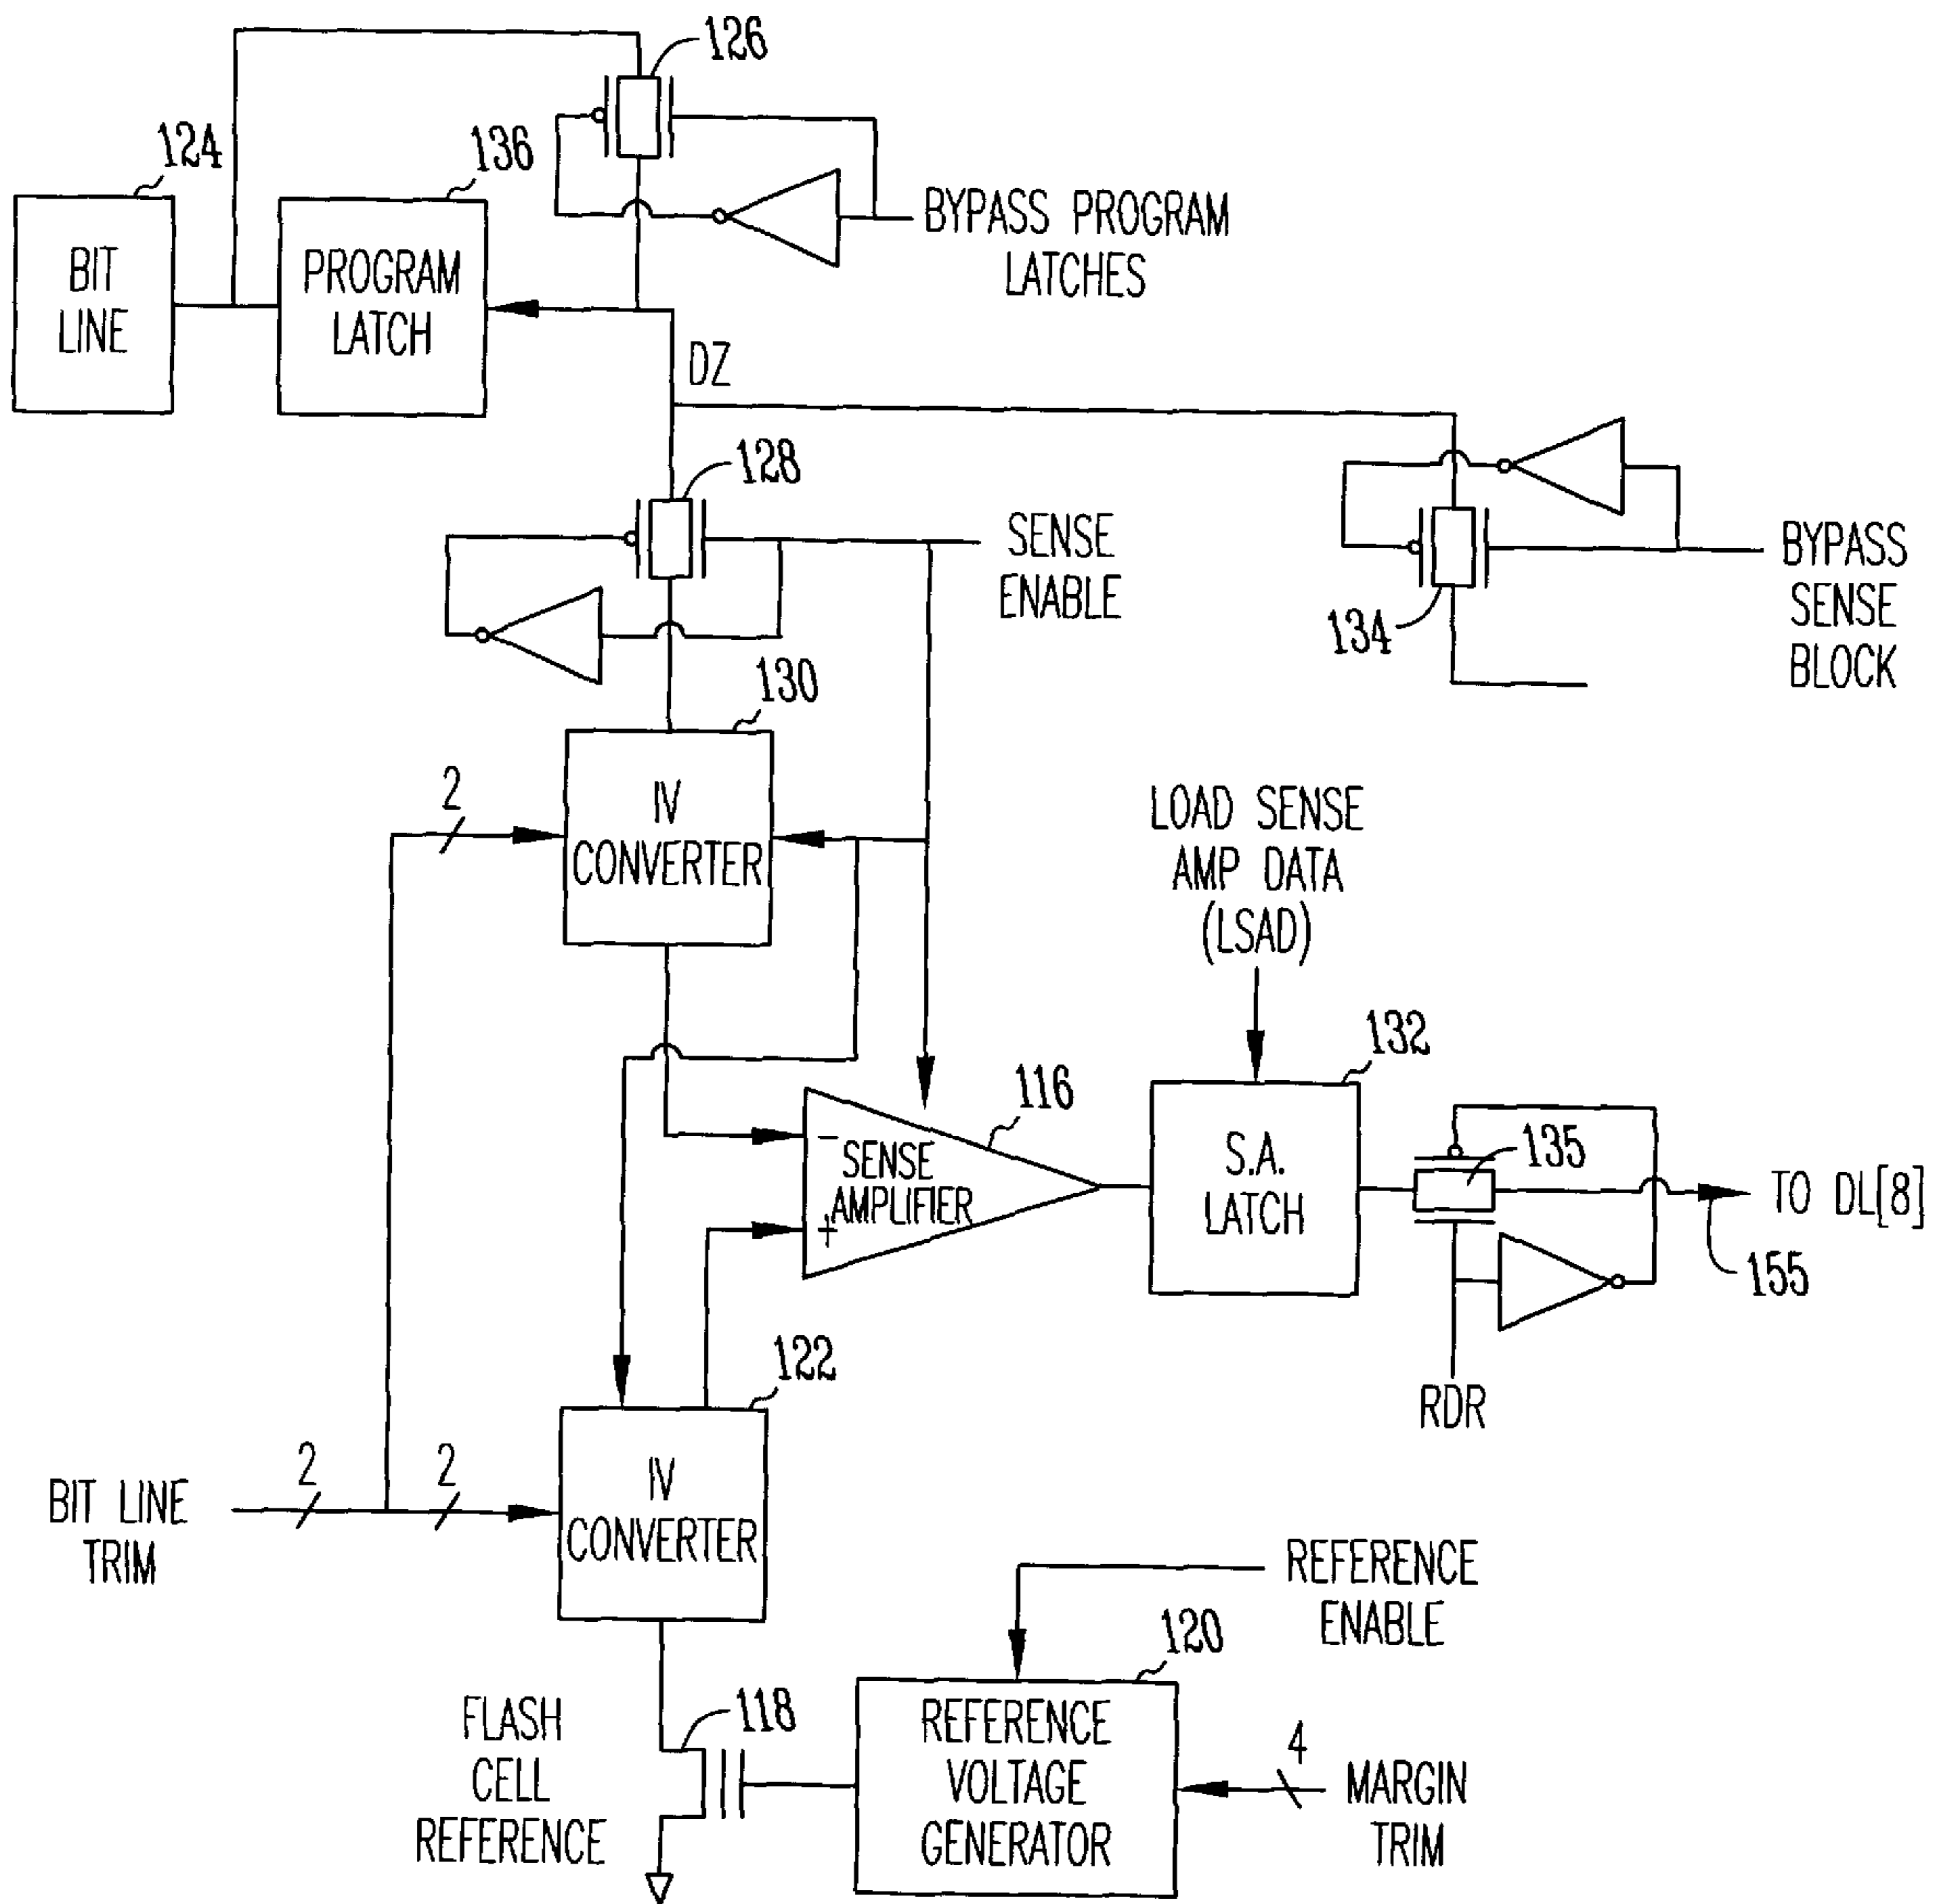 126
124
136
BIT
LINE
PROGRAM
LATCH
BYPASS PROGRAM
LATCHES
DZ
128
SENSE
ENABLE
134
BYPASS
SENSE
BLOCK
130
2
IV
CONVERTER
LOAD SENSE
AMP DATA
(LSAD)
132
116
-
SENSE
AMPLIFIER
+
S.A.
LATCH
135
TO DL[8]
155
RDR
122
2
2
BIT LINE
TRIM
IV
CONVERTER
REFERENCE
ENABLE
120
FLASH
CELL
REFERENCE
118
REFERENCE
VOLTAGE
GENERATOR
4
MARGIN
TRIM